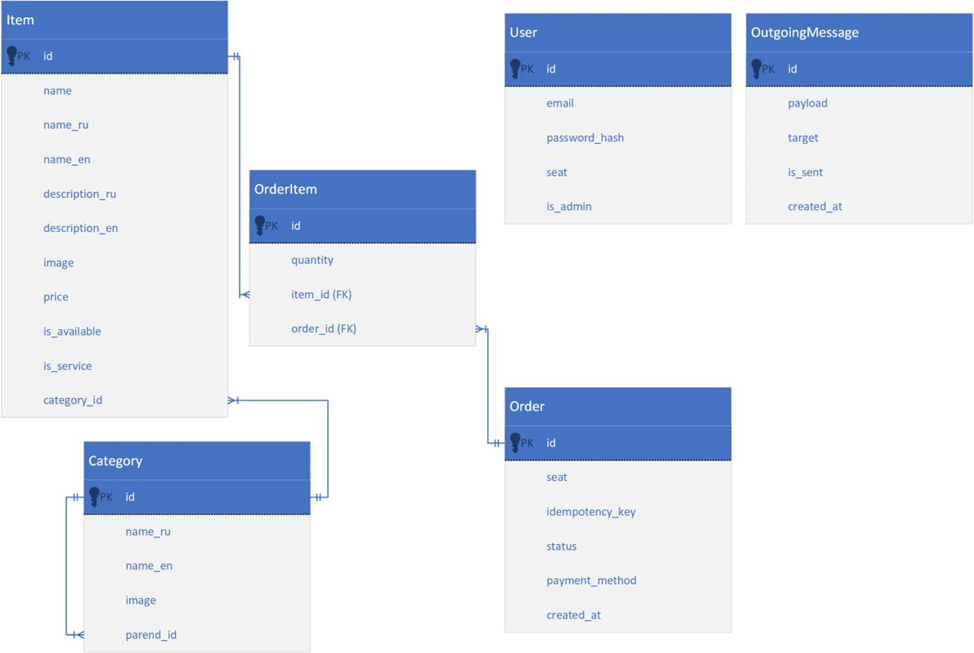 Item
PK id
name
name_ru
name_en
description_ru
description_en
image
price
is_available
is_service
category_id
OrderItem
PK id
quantity
item_id (FK)
order_id (FK)
User
PK id
email
password_hash
seat
is_admin
OutgoingMessage
PK id
payload
target
is_sent
created_at
Category
PK id
name_ru
name_en
image
parend_id
Order
PK id
seat
idempotency_key
status
payment_method
created_at